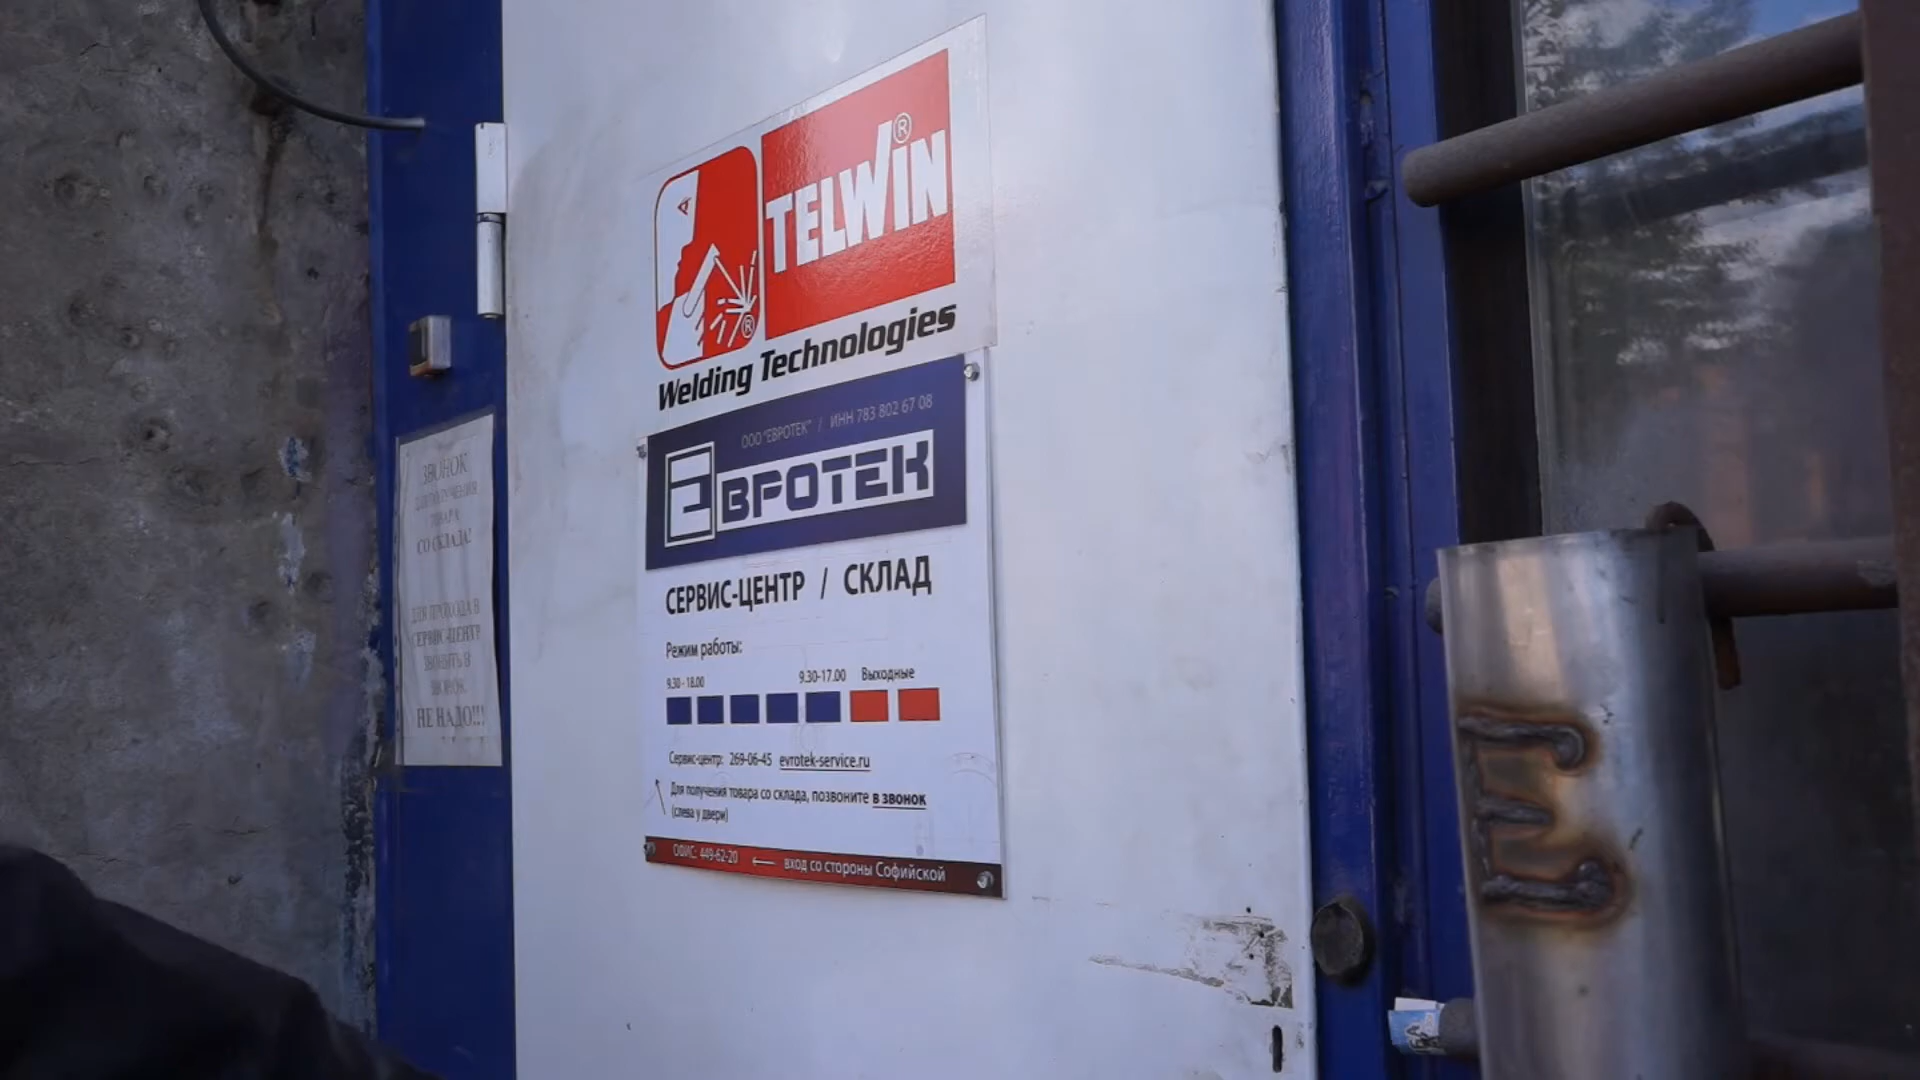 TELWIN®
®
Welding Technologies
ООО "ЕВРОТЕК" / ИНН 783 802 67 08
ЕВРОТЕК
СЕРВИС-ЦЕНТР / СКЛАД
Режим работы:
9.30 - 18.00 9.30-17.00 Выходные
Сервис-центр: 269-06-45 evrotek-service.ru
Для получения товара со склада, позвоните в звонок
(слева у двери)
ОФИС: 449-62-20 ← вход со стороны Софийской
ЗВОНОК
ДЛЯ ПОЛУЧЕНИЯ
ТОВАРА
СО СКЛАДА!
ДЛЯ ПРОХОДА В
СЕРВИС-ЦЕНТР
ЗВОНИТЬ В
ЗВОНОК
НЕ НАДО!!!